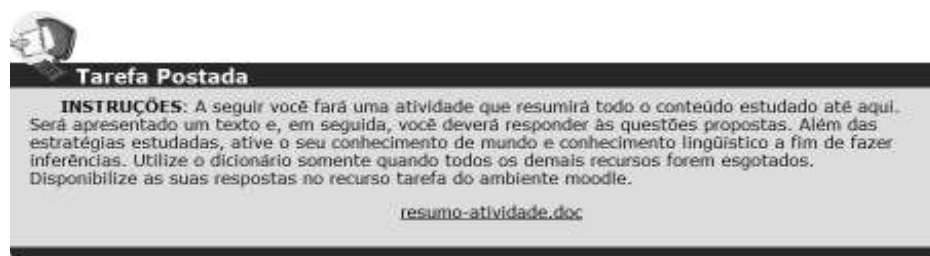 Tarefa Postada
INSTRUÇÕES: A seguir você fará uma atividade que resumirá todo o conteúdo estudado até aqui.
Será apresentado um texto e, em seguida, você deverá responder às questões propostas. Além das
estratégias estudadas, ative o seu conhecimento de mundo e conhecimento lingüístico a fim de fazer
inferências. Utilize o dicionário somente quando todos os demais recursos forem esgotados.
Disponibilize as suas respostas no recurso tarefa do ambiente moodle.
resumo-atividade.doc